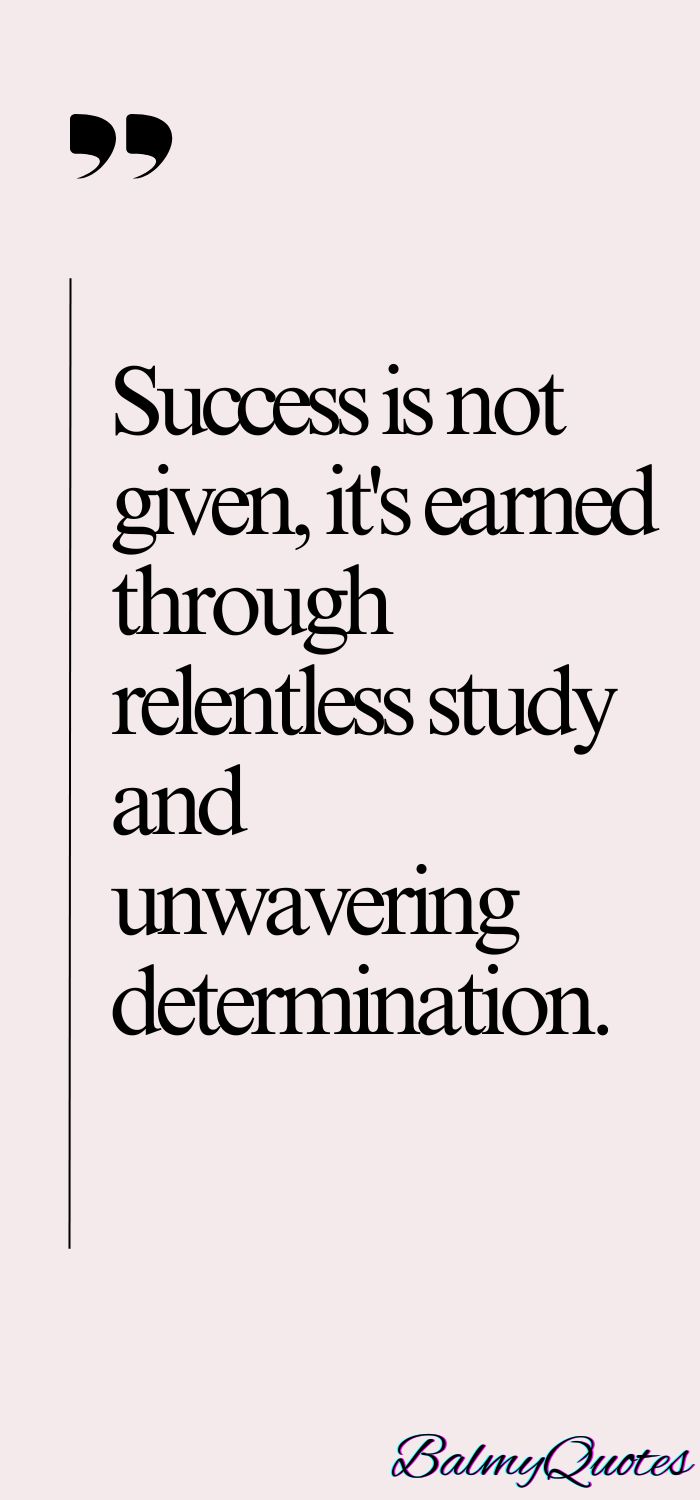 ”
Success is not
given, it's earned
through
relentless study
and
unwavering
determination.
BalmyQuotes